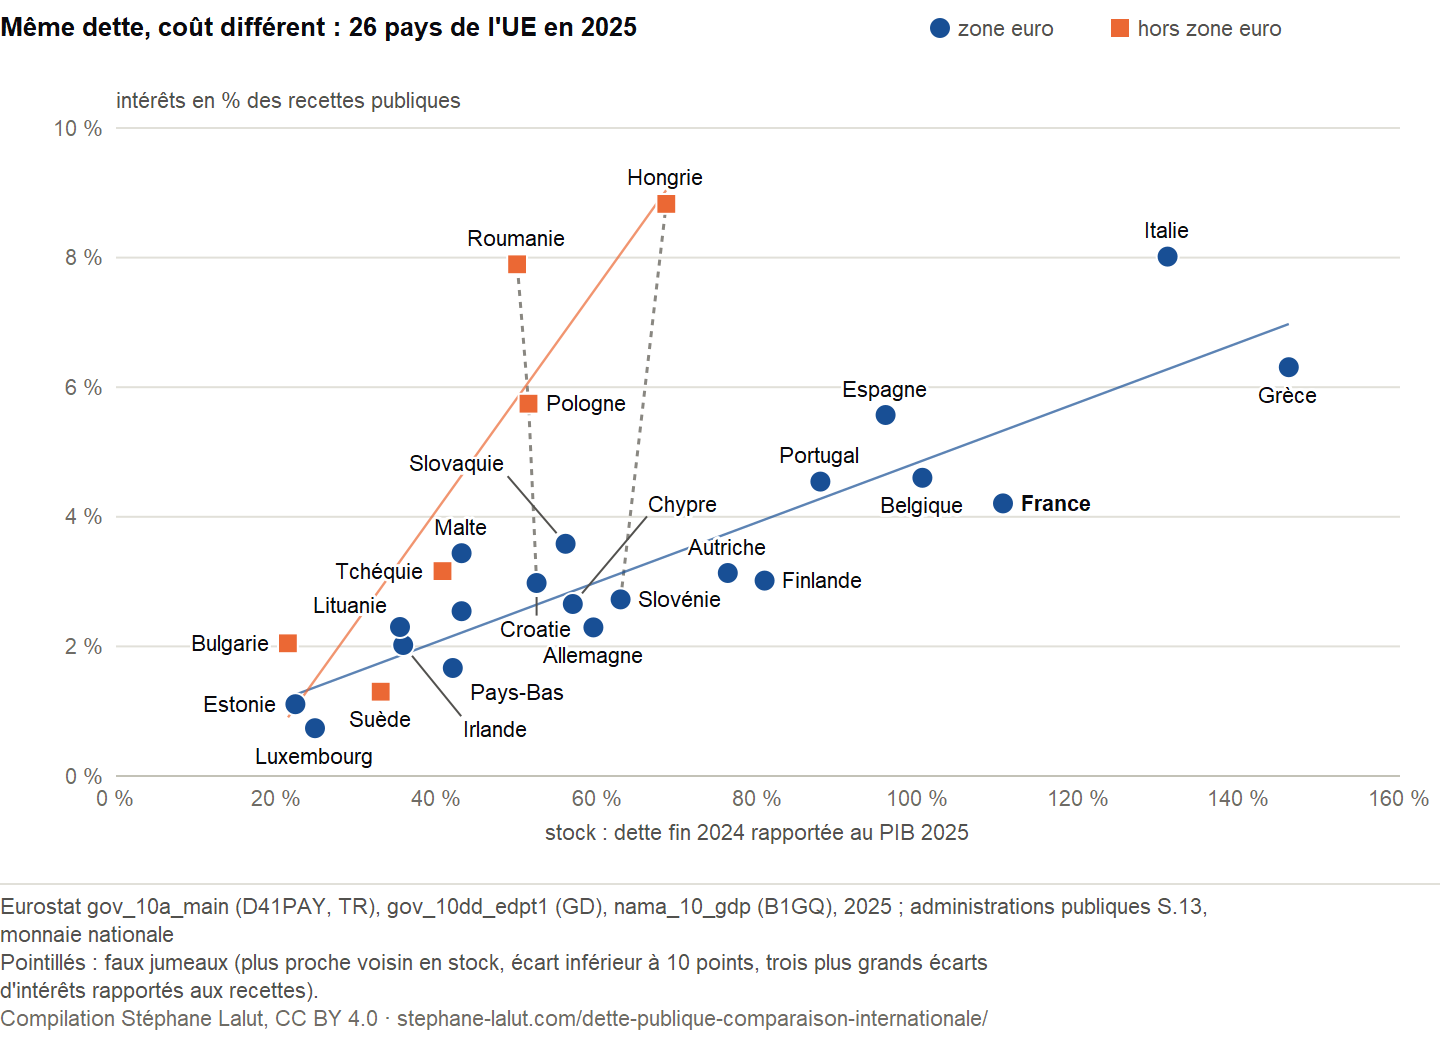 Même dette, coût différent : 26 pays de l'UE en 2025
zone euro
hors zone euro
intérêts en % des recettes publiques
10 %
Hongrie
Roumanie
Italie
8 %
6 %
Espagne
Grèce
Pologne
Slovaquie
Portugal
Chypre
Belgique
France
4 %
Malte
Autriche
Tchéquie
Finlande
Lituanie
Slovénie
Croatie
Bulgarie
2 %
Allemagne
Pays-Bas
Estonie
Suède
Irlande
Luxembourg
0 %
0 %
20 %
40 %
60 %
80 %
100 %
120 %
140 %
160 %
stock : dette fin 2024 rapportée au PIB 2025
Eurostat gov_10a_main (D41PAY, TR), gov_10dd_edpt1 (GD), nama_10_gdp (B1GQ), 2025 ; administrations publiques S.13,
monnaie nationale
Pointillés : faux jumeaux (plus proche voisin en stock, écart inférieur à 10 points, trois plus grands écarts
d'intérêts rapportés aux recettes).
Compilation Stéphane Lalut, CC BY 4.0 · stephane-lalut.com/dette-publique-comparaison-internationale/